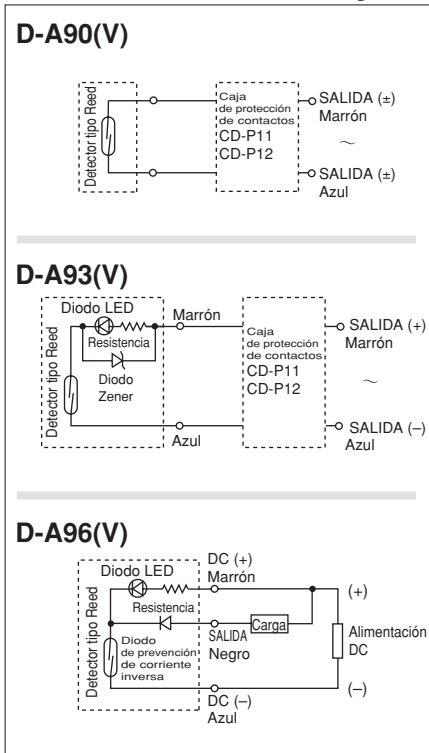 D-A90(V)
Detector tipo Reed
Caja
de protección
de contactos
CD-P11
CD-P12
SALIDA (±)
Marrón
∼
SALIDA (±)
Azul
D-A93(V)
Diodo LED
Marrón
Resistencia
Diodo
Zener
Detector tipo Reed
Azul
Caja
de protección
de contactos
CD-P11
CD-P12
SALIDA (+)
Marrón
∼
SALIDA (–)
Azul
D-A96(V)
DC (+)
Diodo LED
Marrón
Resistencia
Detector tipo Reed
Diodo
de prevención
de corriente
inversa
SALIDA
Negro
Carga
(+)
Alimentación
DC
(–)
DC (–)
Azul